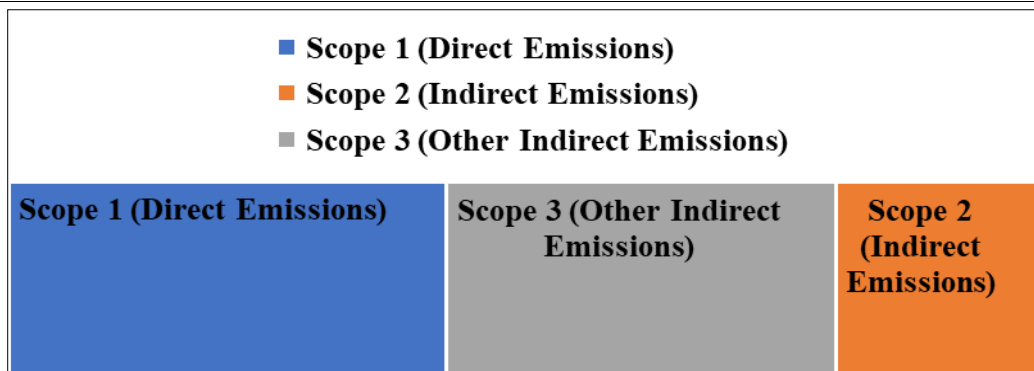 Scope 1 (Direct Emissions)
Scope 2 (Indirect Emissions)
Scope 3 (Other Indirect Emissions)
Scope 1 (Direct Emissions)
Scope 3 (Other Indirect
Emissions)
Scope 2
(Indirect
Emissions)